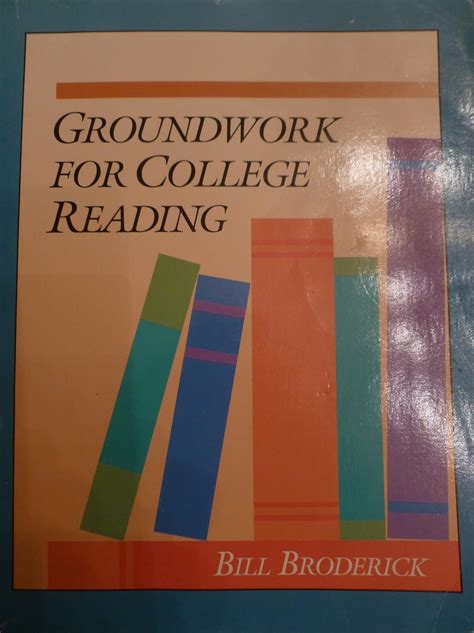 GROUNDWORK
FOR COLLEGE
READING
BILL BRODERICK